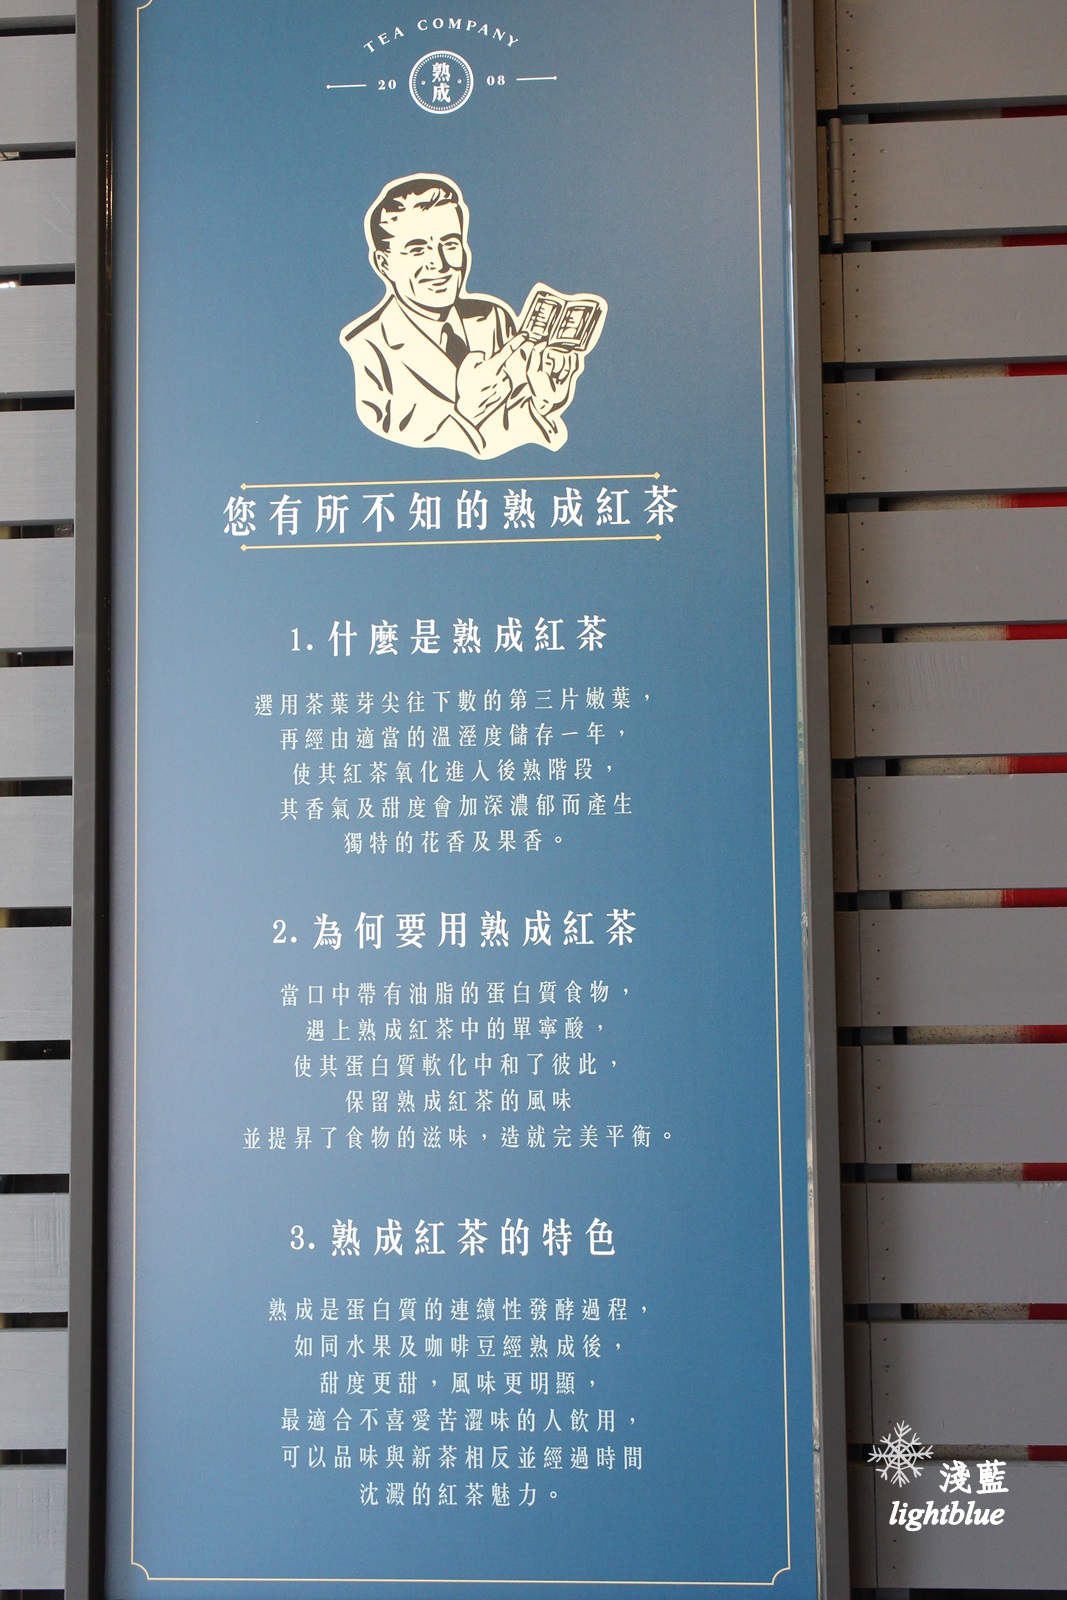 TEA COMPANY
20 熟成 08
您有所不知的熟成紅茶
1. 什麼是熟成紅茶
選用茶葉芽尖往下數的第三片嫩葉，
再經由適當的溫溼度儲存一年，
使其紅茶氧化進入後熟階段，
其香氣及甜度會加深濃郁而產生
獨特的花香及果香。
2. 為何要用熟成紅茶
當口中帶有油脂的蛋白質食物，
遇上熟成紅茶中的單寧酸，
使其蛋白質軟化中和了彼此，
保留熟成紅茶的風味
並提昇了食物的滋味，造就完美平衡。
3. 熟成紅茶的特色
熟成是蛋白質的連續性發酵過程，
如同水果及咖啡豆經熟成後，
甜度更甜，風味更明顯，
最適合不喜愛苦澀味的人飲用，
可以品味與新茶相反並經過時間
沈澱的紅茶魅力。
淺藍
lightblue